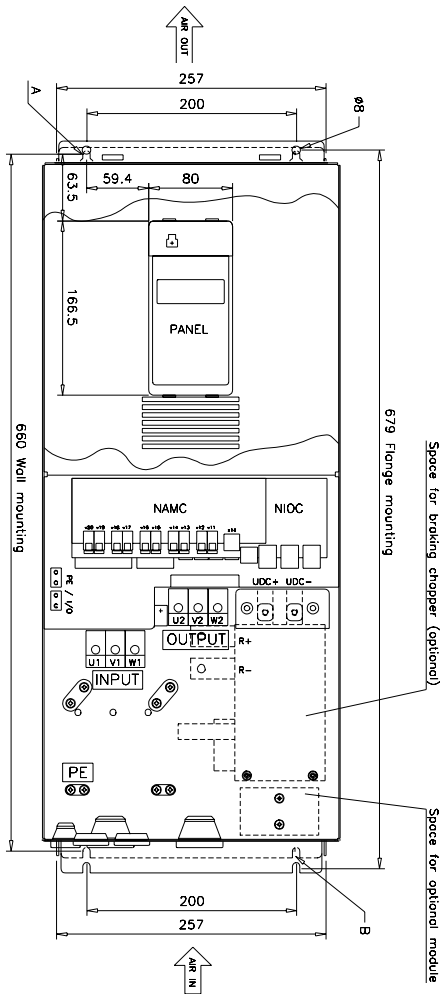 AIR OUT
257
200
A
ø8
63.5
59.4
80
166.5
PANEL
660 Wall mounting
679 Flange mounting
NAMC
NIOC
PE / I/O
UDC+ UDC-
U2 V2 W2
OUTPUT
R+
R-
U1 V1 W1
INPUT
PE
Space for braking chopper (optional)
Space for optional module
200
257
B
AIR IN